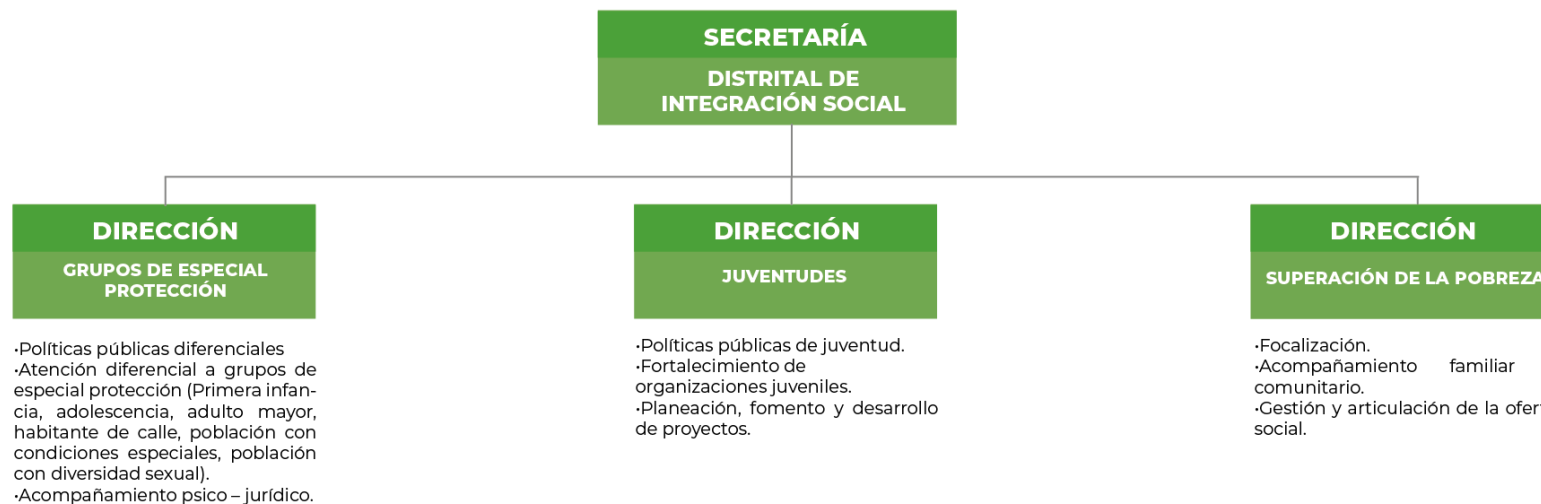 SECRETARÍA
DISTRITAL DE
INTEGRACIÓN SOCIAL
DIRECCIÓN
GRUPOS DE ESPECIAL
PROTECCIÓN
•Políticas públicas diferenciales
•Atención diferencial a grupos de
especial protección (Primera infan-
cia, adolescencia, adulto mayor,
habitante de calle, población con
condiciones especiales, población
con diversidad sexual).
•Acompañamiento psico – jurídico.
DIRECCIÓN
JUVENTUDES
•Políticas públicas de juventud.
•Fortalecimiento de
organizaciones juveniles.
•Planeación, fomento y desarrollo
de proyectos.
DIRECCIÓN
SUPERACIÓN DE LA POBREZA
•Focalización.
•Acompañamiento familiar
comunitario.
•Gestión y articulación de la
social.